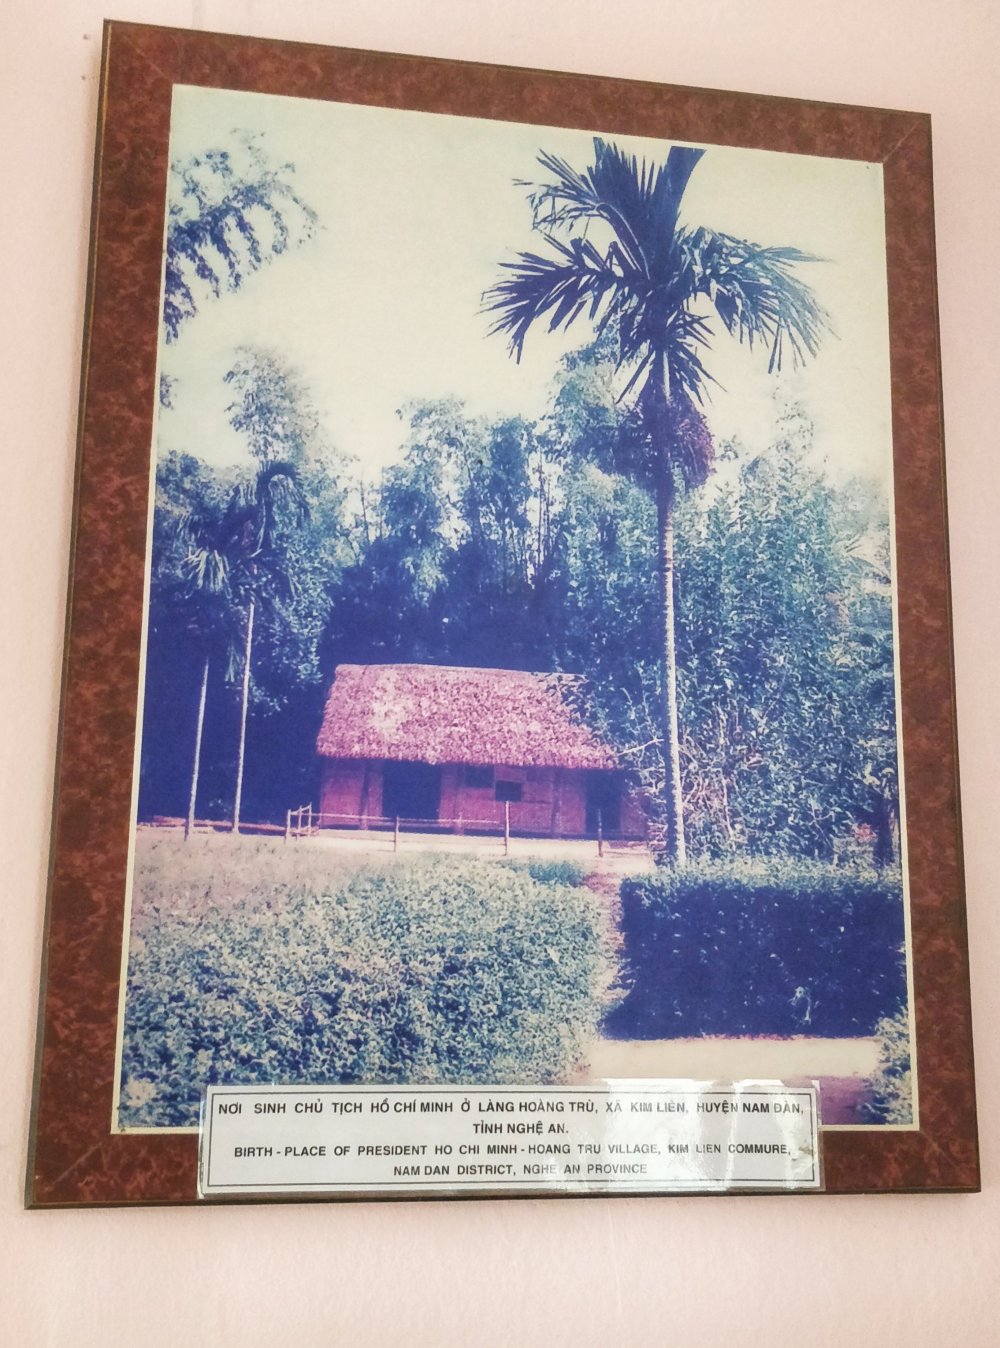 NƠI SINH CHỦ TỊCH HỒ CHÍ MINH Ở LÀNG HOÀNG TRÙ, XÃ KIM LIÊN, HUYỆN NAM ĐÀN,
TỈNH NGHỆ AN.
BIRTH - PLACE OF PRESIDENT HO CHI MINH - HOANG TRU VILLAGE, KIM LIEN COMMURE,
NAM DAN DISTRICT, NGHE AN PROVINCE